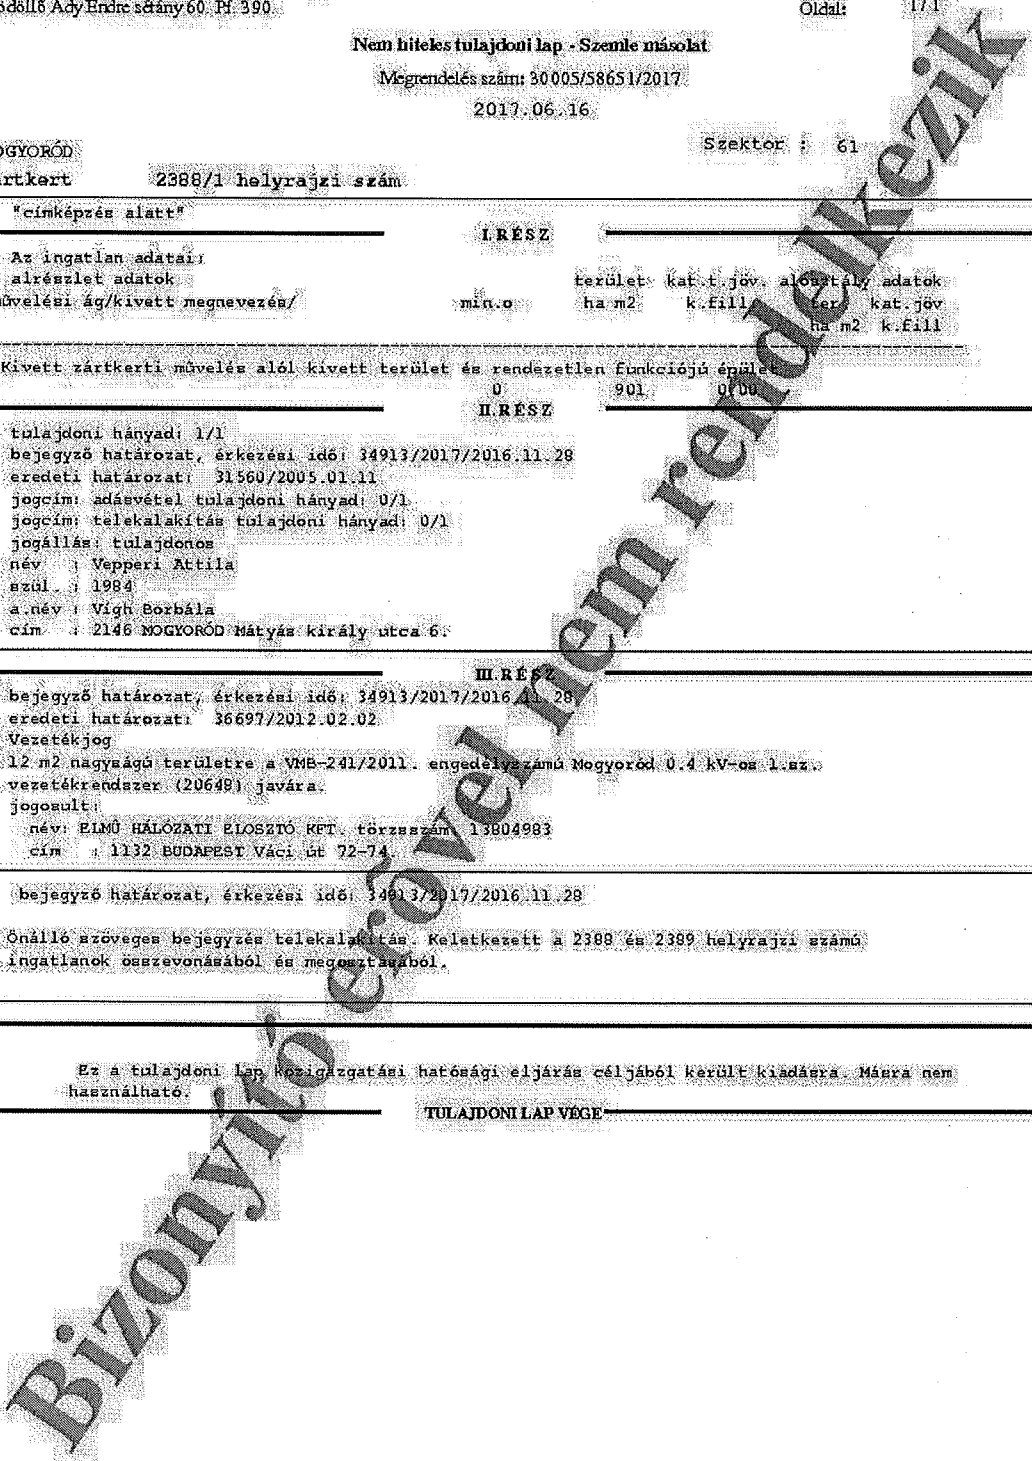 ödöllő Ady Endre sétány 60. Pf. 390.
Oldal: 1 / 1
Nem hiteles tulajdoni lap - Szemle másolat
Megrendelés szám: 30005/58651/2017
2017.06.16
Szektor : 61
OGYORÓD
ártkert 2388/1 helyrajzi szám
"címképzés alatt"
I. RÉSZ
Az ingatlan adatai:
alrészlet adatok terület kat.t.jöv. alosztály adatok
művelési ág/kivett megnevezés/ min.o ha m2 k.fill ter. kat.jöv
ha m2 k.fill
Kivett zártkerti művelés alól kivett terület és rendezetlen funkciójú épület
0 901 0.00
II. RÉSZ
tulajdoni hányad: 1/1
bejegyző határozat, érkezési idő: 34913/2017/2016.11.28
eredeti határozat: 31560/2005.01.11
jogcím: adásvétel tulajdoni hányad: 0/1
jogcím: telekalakítás tulajdoni hányad: 0/1
jogállás: tulajdonos
név : Vepperi Attila
szül. : 1984
a.név : Vígh Borbála
cím : 2146 MOGYORÓD Mátyás király utca 6.
III. RÉSZ
bejegyző határozat, érkezési idő: 34913/2017/2016.11.28
eredeti határozat: 36697/2012.02.02
Vezetékjog
12 m2 nagyságú területre a VMB-241/2011. engedélyszámú Mogyoród 0.4 kV-os 1.sz.
vezetékrendszer (20648) javára.
jogosult:
név: ELMŰ HÁLÓZATI ELOSZTÓ KFT. törzsszám: 13804983
cím : 1132 BUDAPEST Váci út 72-74.
bejegyző határozat, érkezési idő: 34913/2017/2016.11.28
Önálló szöveges bejegyzés telekalakítás. Keletkezett a 2388 és 2389 helyrajzi számú
ingatlanok összevonásából és megosztásából.
Ez a tulajdoni lap közigazgatási hatósági eljárás céljából került kiadásra. Másra nem
használható.
TULAJDONI LAP VÉGE
Bizonyító erővel nem rendelkezik